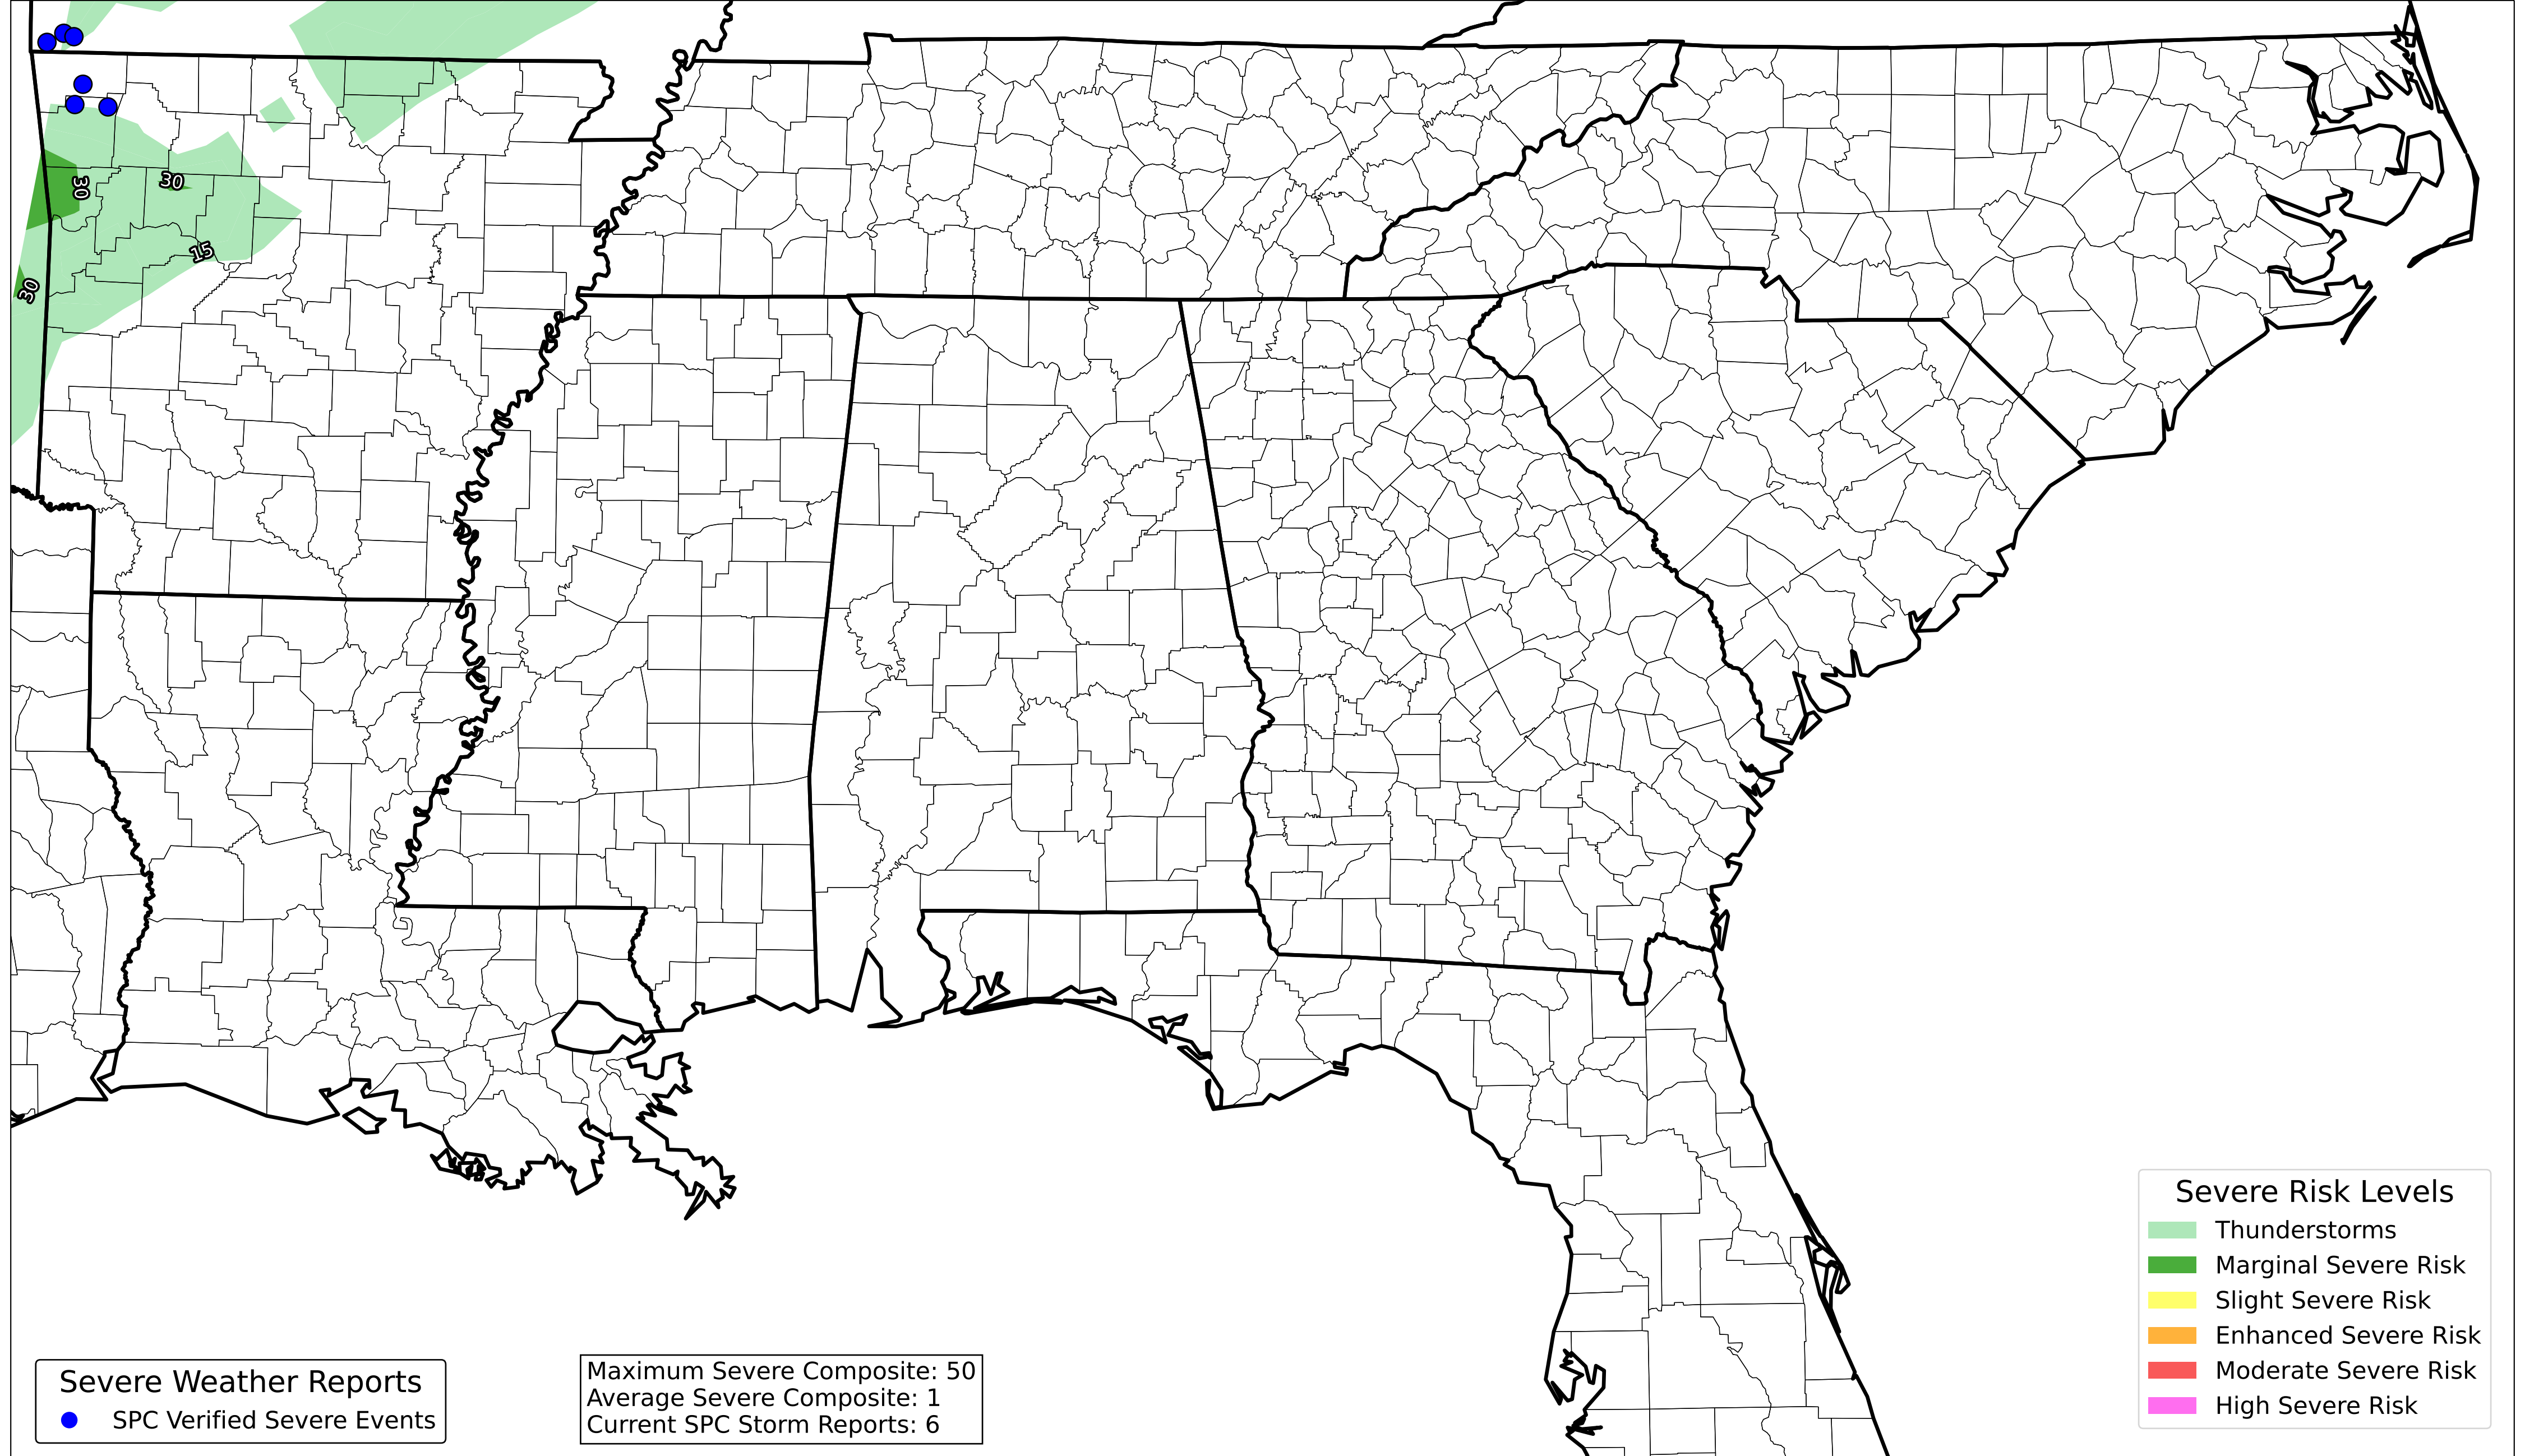 30
30
15
30
Severe Risk Levels
Thunderstorms
Marginal Severe Risk
Slight Severe Risk
Enhanced Severe Risk
Moderate Severe Risk
High Severe Risk
Severe Weather Reports
SPC Verified Severe Events
Maximum Severe Composite: 50
Average Severe Composite: 1
Current SPC Storm Reports: 6